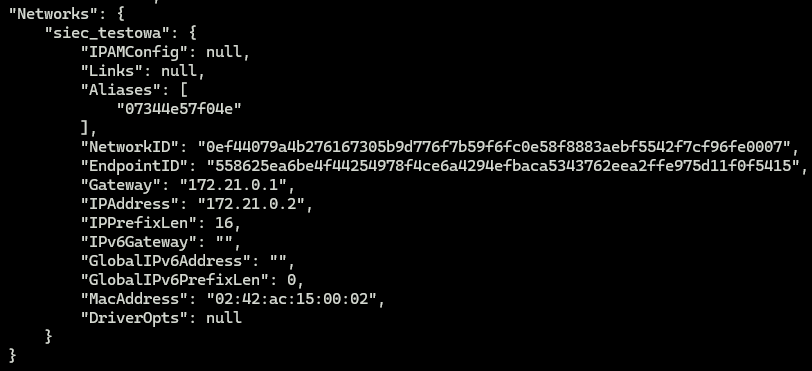 "Networks": {
    "siec_testowa": {
        "IPAMConfig": null,
        "Links": null,
        "Aliases": [
            "07344e57f04e"
        ],
        "NetworkID": "0ef44079a4b276167305b9d776f7b59f6fc0e58f8883aebf5542f7cf96fe0007",
        "EndpointID": "558625ea6be4f44254978f4ce6a4294efbaca5343762eea2ffe975d11f0f5415",
        "Gateway": "172.21.0.1",
        "IPAddress": "172.21.0.2",
        "IPPrefixLen": 16,
        "IPv6Gateway": "",
        "GlobalIPv6Address": "",
        "GlobalIPv6PrefixLen": 0,
        "MacAddress": "02:42:ac:15:00:02",
        "DriverOpts": null
    }
}